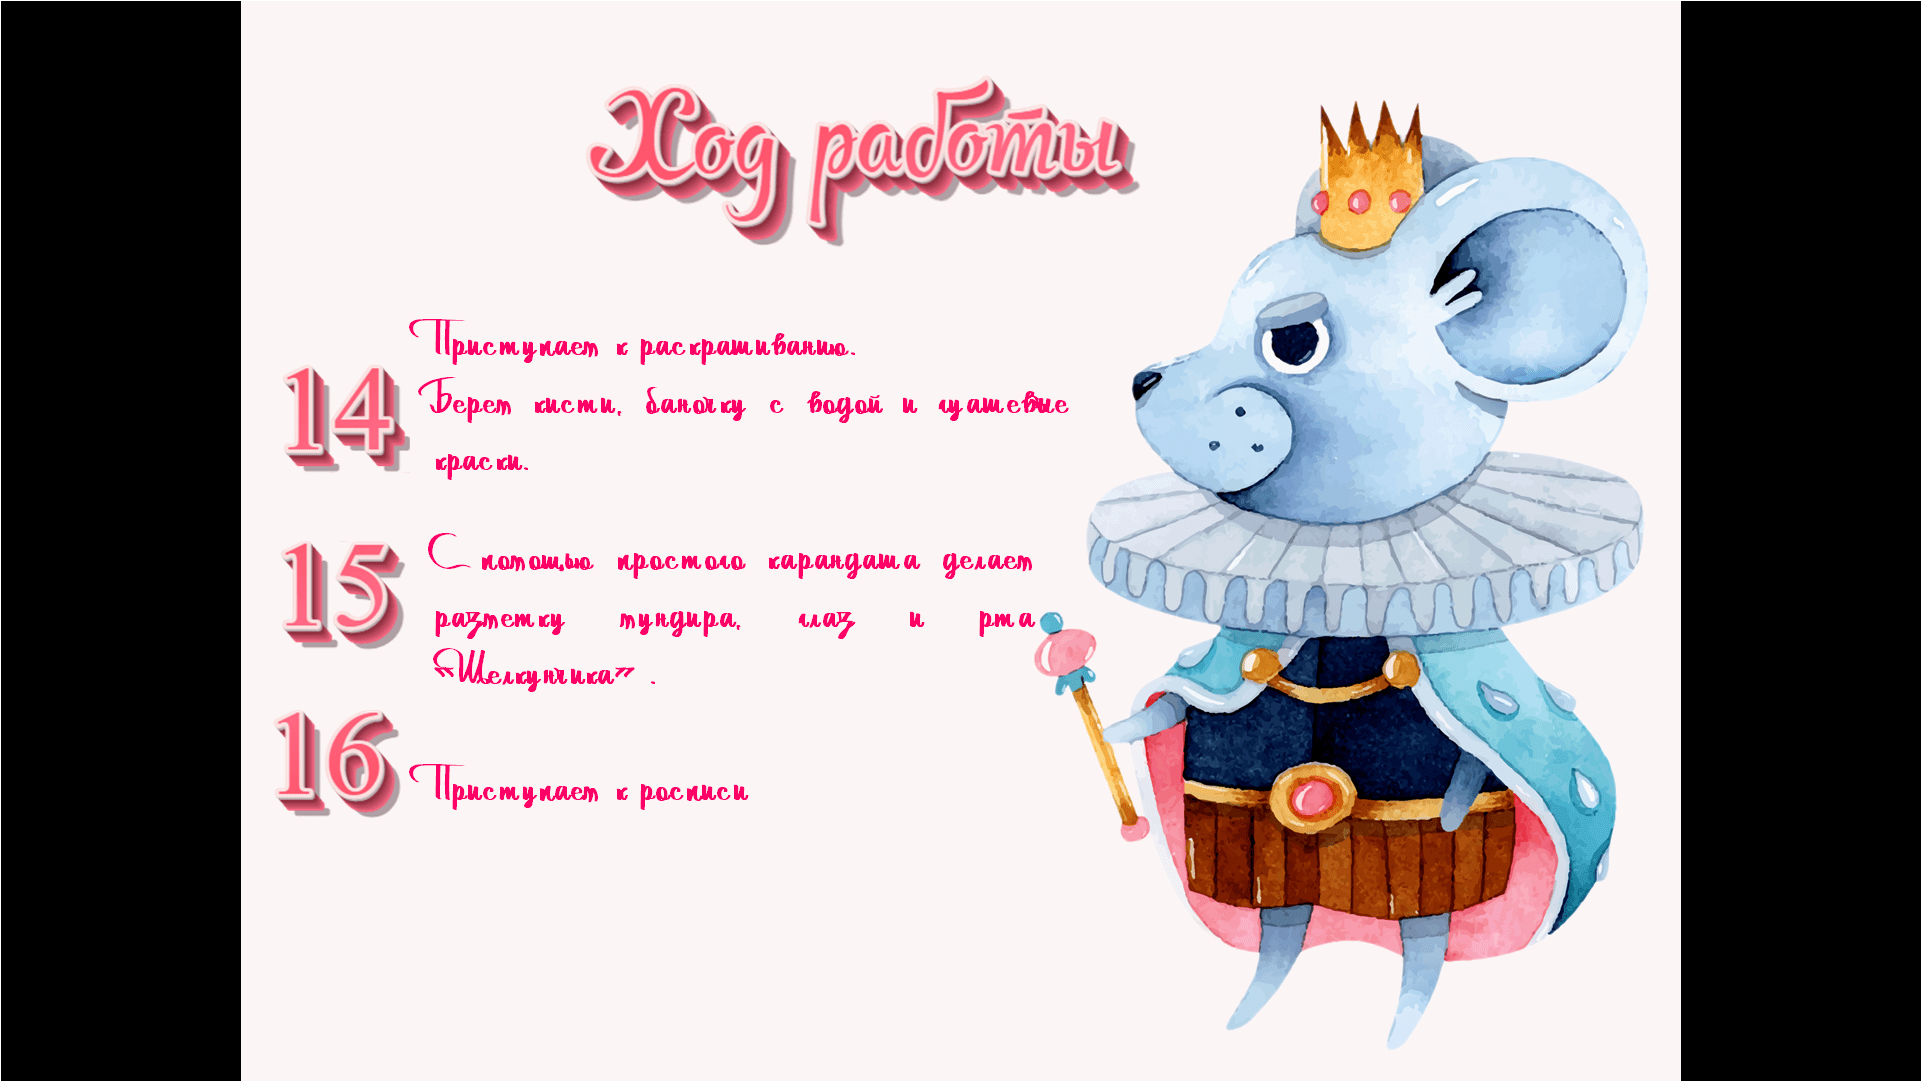 Ход работы
14
Приступает к раскрашиванию.
Берет кисти, баночку с водой и гуашевые
краски.
15
С помощью простого карандаша делает
разметку мундира, глаз и рта
«Щелкунчика» .
16
Приступает к росписи